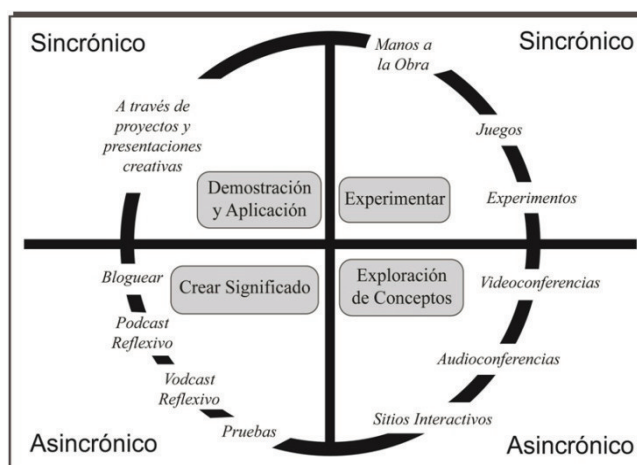 Sincrónico
Sincrónico
Manos a
la Obra
A través de
proyectos y
presentaciones
creativas
Juegos
Demostración
y Aplicación
Experimentar
Experimentos
Bloguear
Crear Significado
Exploración
de Conceptos
Videoconferencias
Podcast
Reflexivo
Vodcast
Reflexivo
Audioconferencias
Pruebas
Sitios Interactivos
Asincrónico
Asincrónico